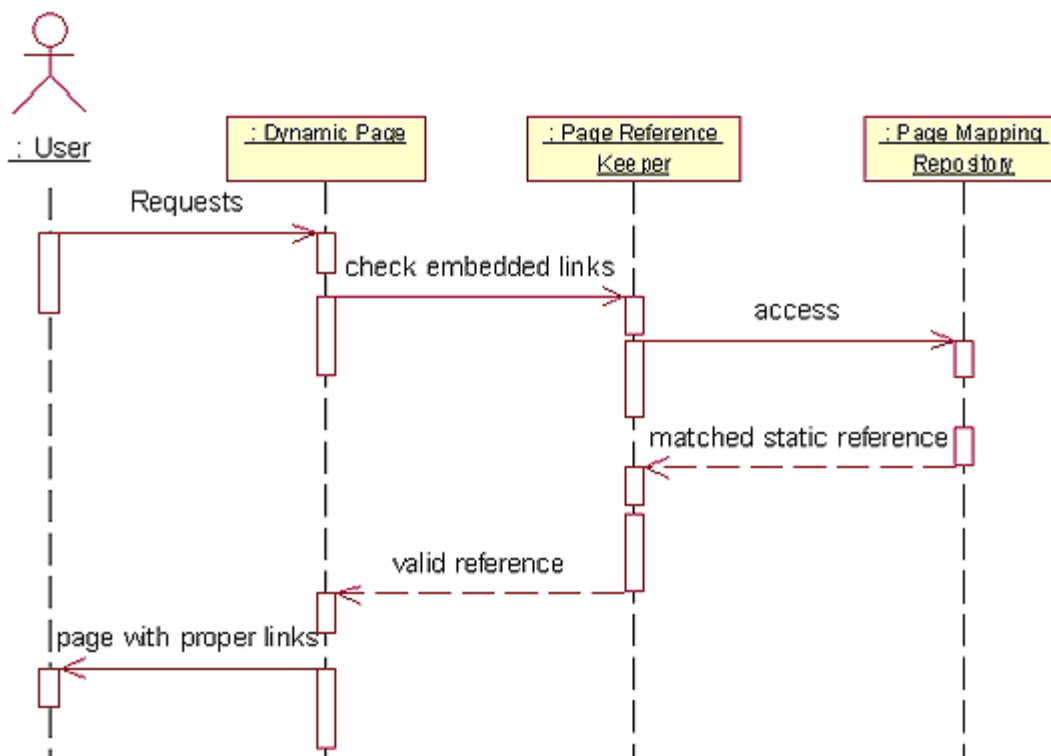 : User
: Dynamic Page
: Page Reference
Keeper
: Page Mapping
Repository
Requests
check embedded links
access
matched static reference
valid reference
page with proper links